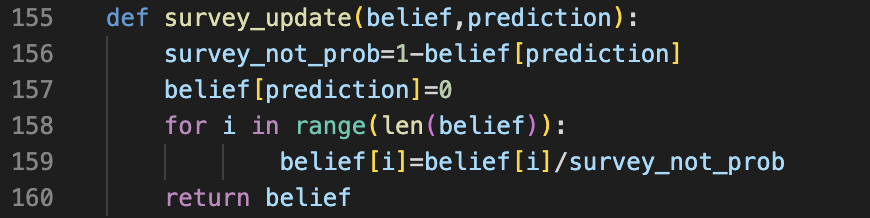 155 def survey_update(belief,prediction):
156 survey_not_prob=1-belief[prediction]
157 belief[prediction]=0
158 for i in range(len(belief)):
159 belief[i]=belief[i]/survey_not_prob
160 return belief